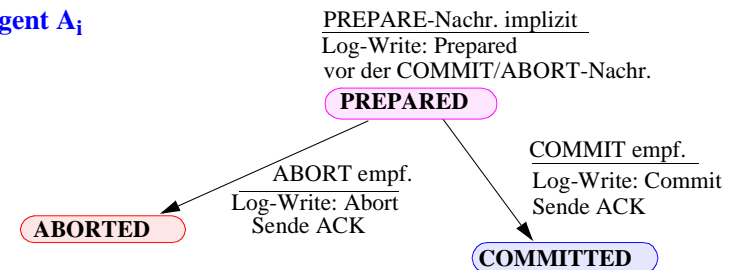 gent Ai
PREPARE-Nachr. implizit
Log-Write: Prepared
vor der COMMIT/ABORT-Nachr.
PREPARED
COMMIT empf.
Log-Write: Commit
Sende ACK
ABORT empf.
Log-Write: Abort
Sende ACK
ABORTED
COMMITTED